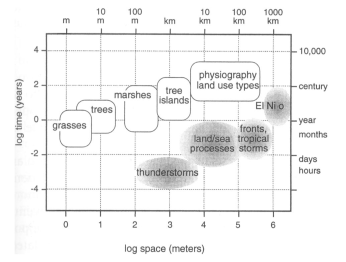 m
10
m
100
m
km
10
km
100
km
1000
km
4
2
0
-2
-4
log time (years)
10,000
century
year
months
days
hours
grasses
trees
marshes
tree
islands
physiography
land use types
El Ni o
land/sea
processes
fronts,
tropical
storms
thunderstorms
0
1
2
3
4
5
6
log space (meters)